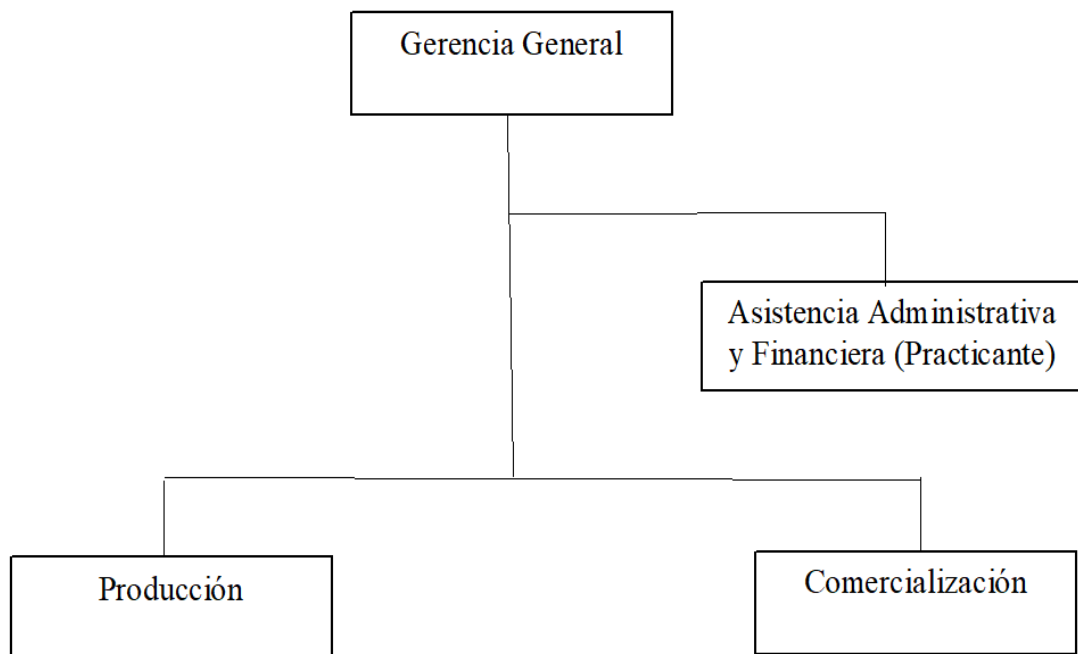 Gerencia General
Asistencia Administrativa
y Financiera (Practicante)
Producción
Comercialización